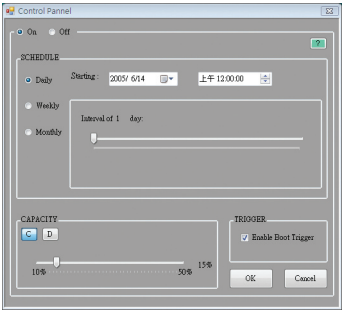 Control Pannel
On Off
?
SCHEDULE
Daily Starting : 2005/ 6/14 上午 12:00:00
Weekly
Interval of 1 day:
Monthly
CAPACITY
TRIGGER
C D
Enable Boot Trigger
15%
10% 50%
OK Cancel